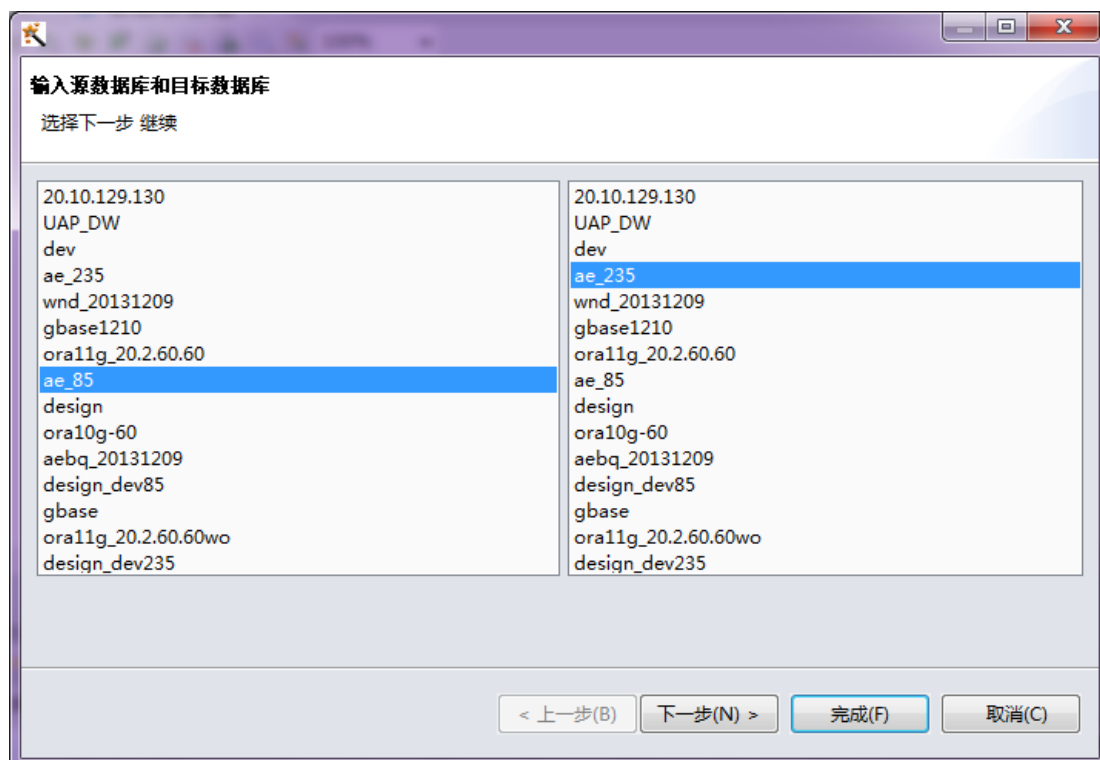 输入源数据库和目标数据库
选择下一步 继续
20.10.129.130
UAP_DW
dev
ae_235
wnd_20131209
gbase1210
ora11g_20.2.60.60
ae_85
design
ora10g-60
aebq_20131209
design_dev85
gbase
ora11g_20.2.60.60wo
design_dev235
20.10.129.130
UAP_DW
dev
ae_235
wnd_20131209
gbase1210
ora11g_20.2.60.60
ae_85
design
ora10g-60
aebq_20131209
design_dev85
gbase
ora11g_20.2.60.60wo
design_dev235
< 上一步(B) 下一步(N) > 完成(F) 取消(C)